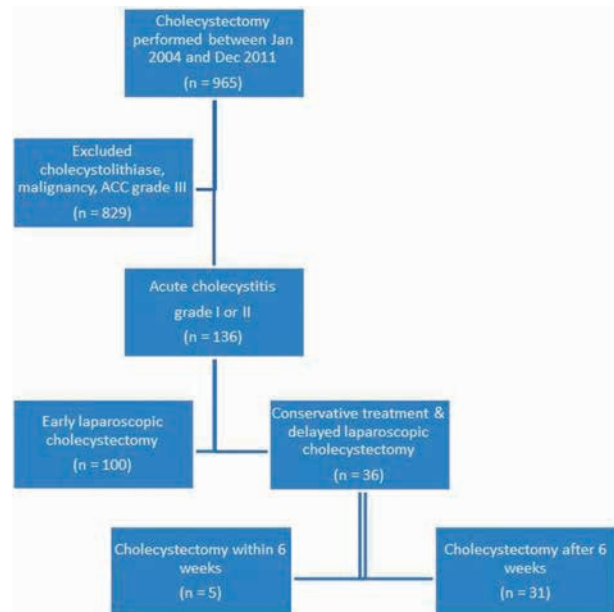 Cholecystectomy
performed between Jan
2004 and Dec 2011
(n = 965)
Excluded
cholecystolithiase,
malignancy, ACC grade III
(n = 829)
Acute cholecystitis
grade I or II
(n = 136)
Early laparoscopic
cholecystectomy
(n = 100)
Conservative treatment &
delayed laparoscopic
cholecystectomy
(n = 36)
Cholecystectomy within 6
weeks
(n = 5)
Cholecystectomy after 6
weeks
(n = 31)